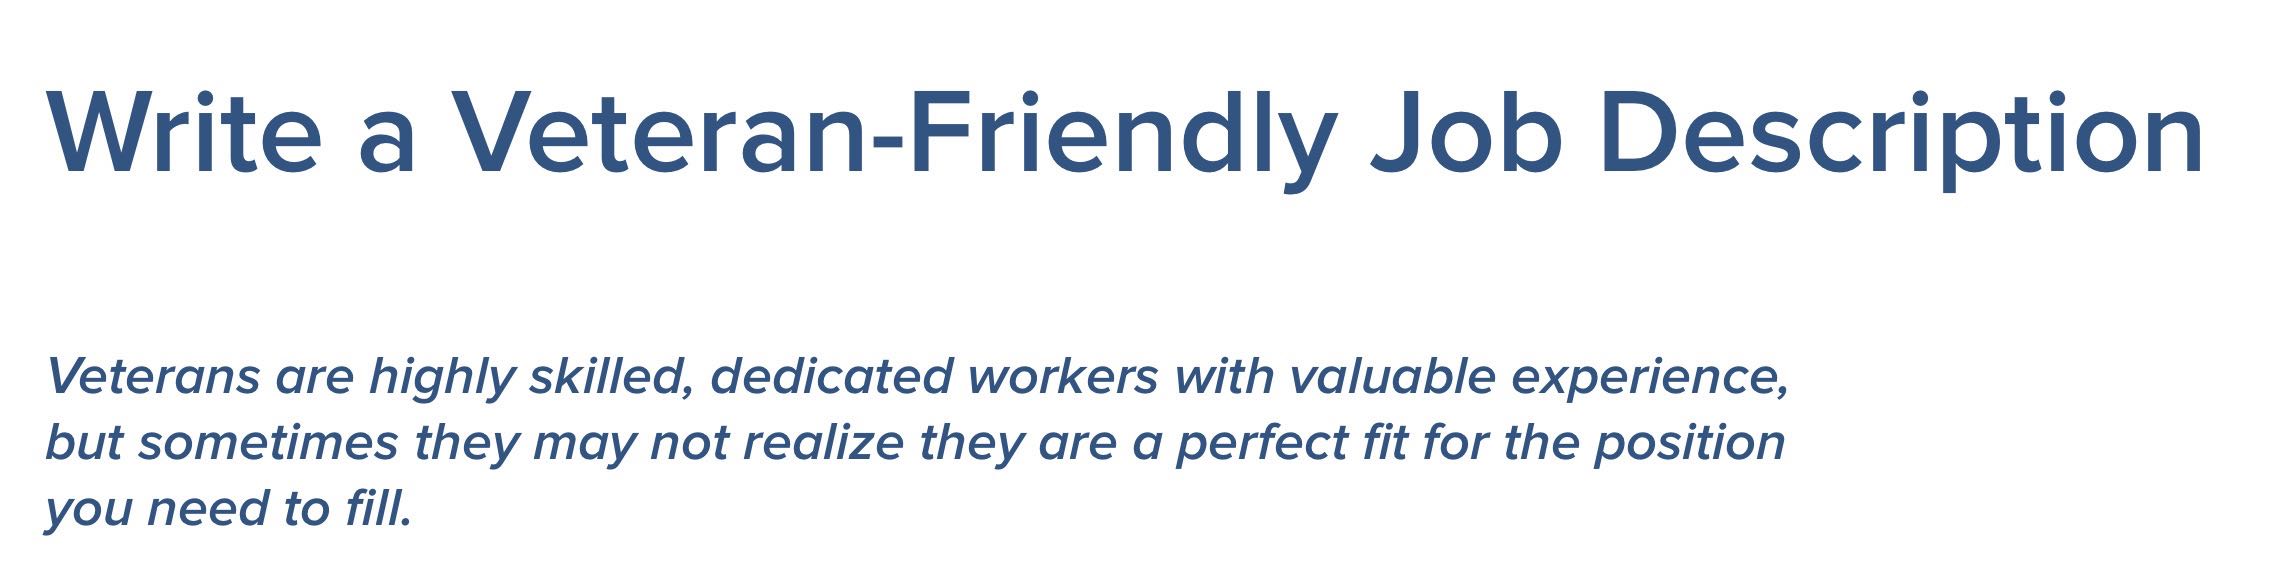 Write a Veteran-Friendly Job Description
Veterans are highly skilled, dedicated workers with valuable experience,
but sometimes they may not realize they are a perfect fit for the position
you need to fill.